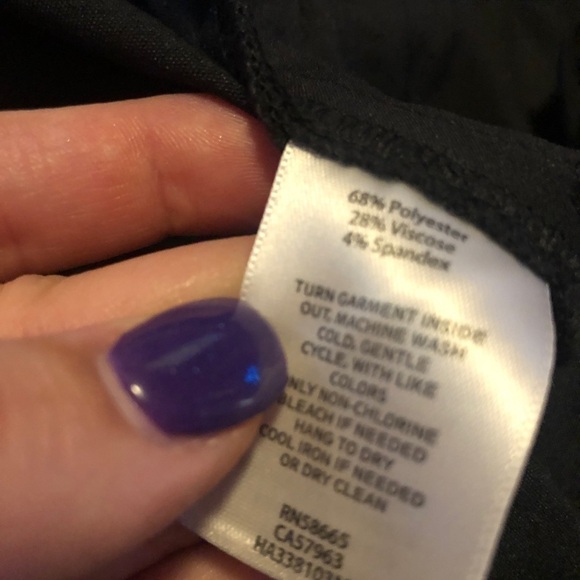 68% Polyester
28% Viscose
4% Spandex
TURN GARMENT INSIDE
OUT. MACHINE WASH
COLD, GENTLE
CYCLE, WITH LIKE
COLORS
ONLY NON-CHLORINE
BLEACH IF NEEDED
HANG TO DRY
COOL IRON IF NEEDED
OR DRY CLEAN
RN58665
CA57963